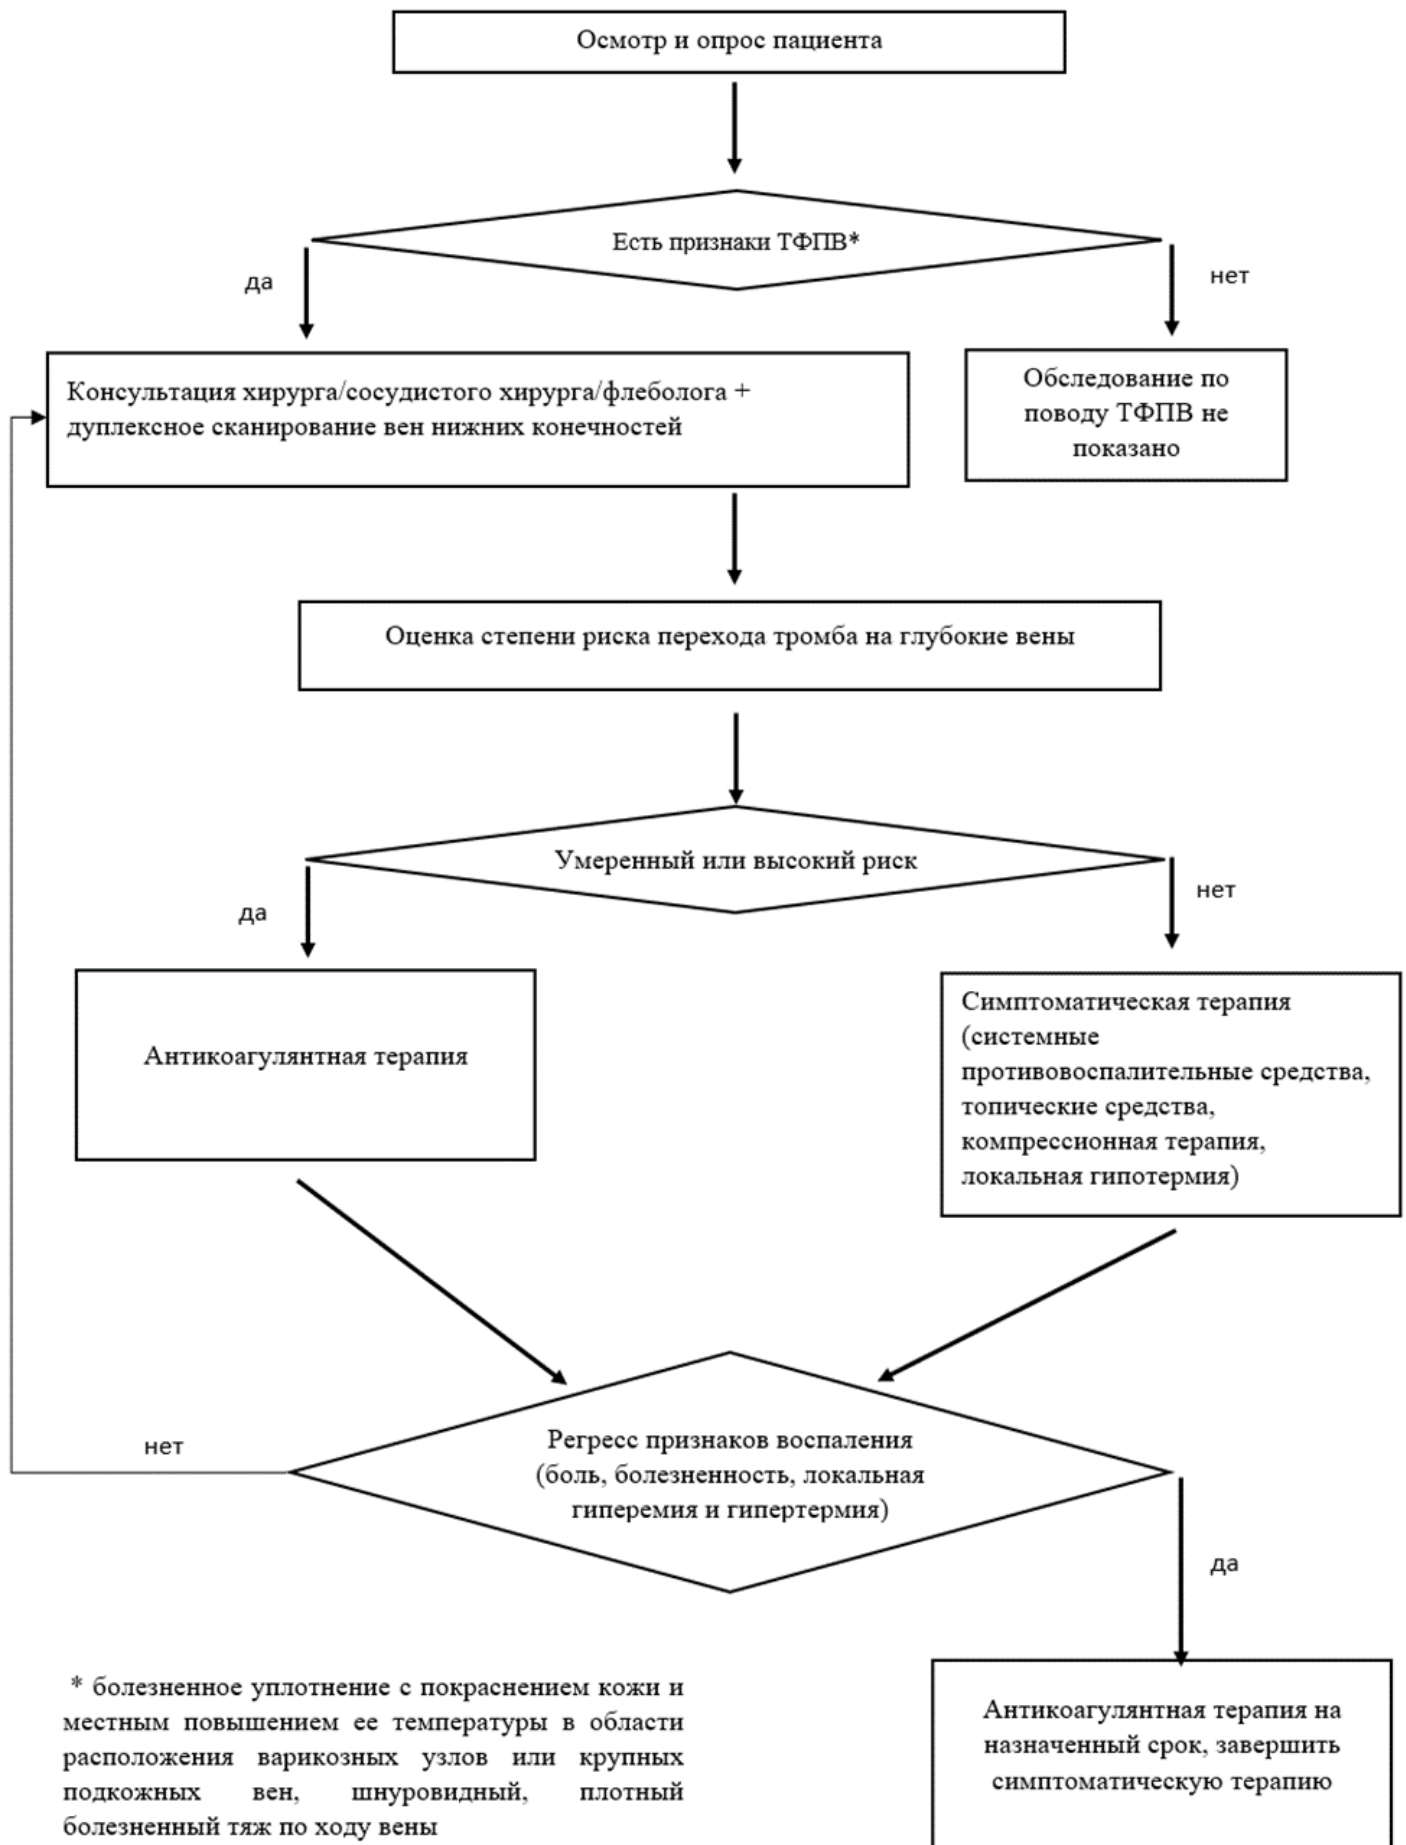 Осмотр и опрос пациента
Есть признаки ТФПВ*
да
нет
Консультация хирурга/сосудистого хирурга/флеболога +
дуплексное сканирование вен нижних конечностей
Обследование по
поводу ТФПВ не
показано
Оценка степени риска перехода тромба на глубокие вены
Умеренный или высокий риск
да
нет
Антикоагулянтная терапия
Симптоматическая терапия
(системные
противовоспалительные средства,
топические средства,
компрессионная терапия,
локальная гипотермия)
Регресс признаков воспаления
(боль, болезненность, локальная
гиперемия и гипертермия)
нет
да
Антикоагулянтная терапия на
назначенный срок, завершить
симптоматическую терапию
* болезненное уплотнение с покраснением кожи и
местным повышением ее температуры в области
расположения варикозных узлов или крупных
подкожных вен, шнуровидный, плотный
болезненный тяж по ходу вены